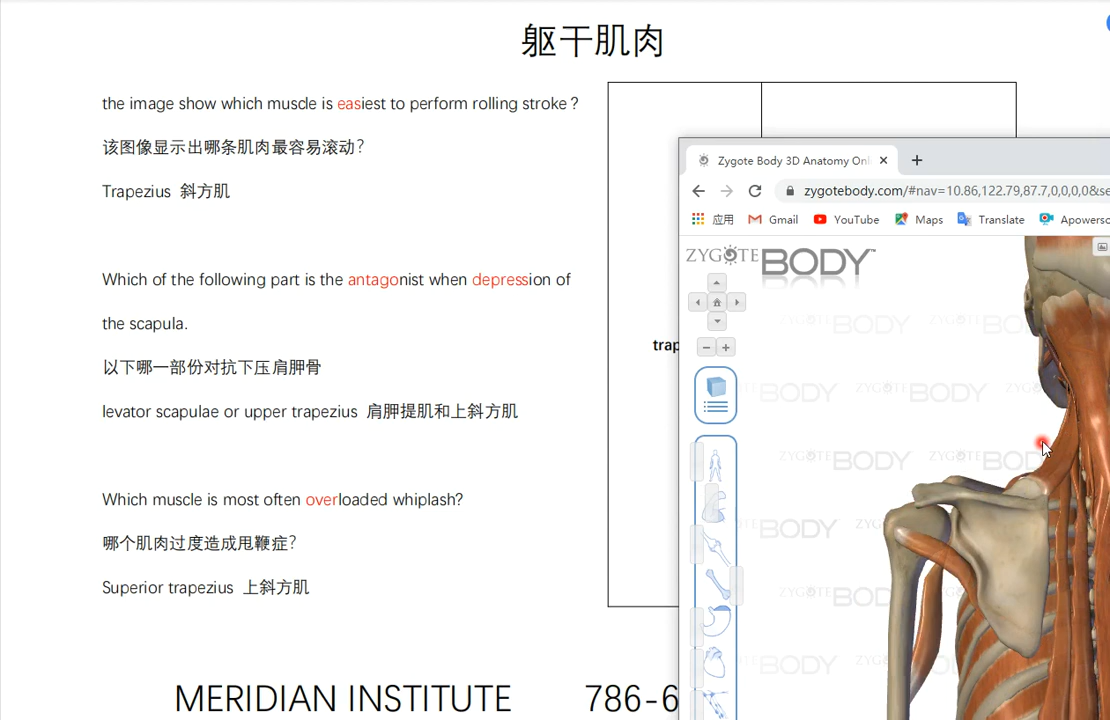 躯干肌肉
the image show which muscle is easiest to perform rolling stroke?
该图像显示出哪条肌肉最容易滚动?
Trapezius 斜方肌
Which of the following part is the antagonist when depression of
the scapula.
以下哪一部份对抗下压肩胛骨
levator scapulae or upper trapezius 肩胛提肌和上斜方肌
Which muscle is most often overloaded whiplash?
哪个肌肉过度造成甩鞭症?
Superior trapezius 上斜方肌
MERIDIAN INSTITUTE 786-6
trap
Zygote Body 3D Anatomy Onl
zygotebody.com/#nav=10.86,122.79,87.7,0,0,0,0&se
应用 Gmail YouTube Maps Translate Apowerso
ZYGOTE BODY™